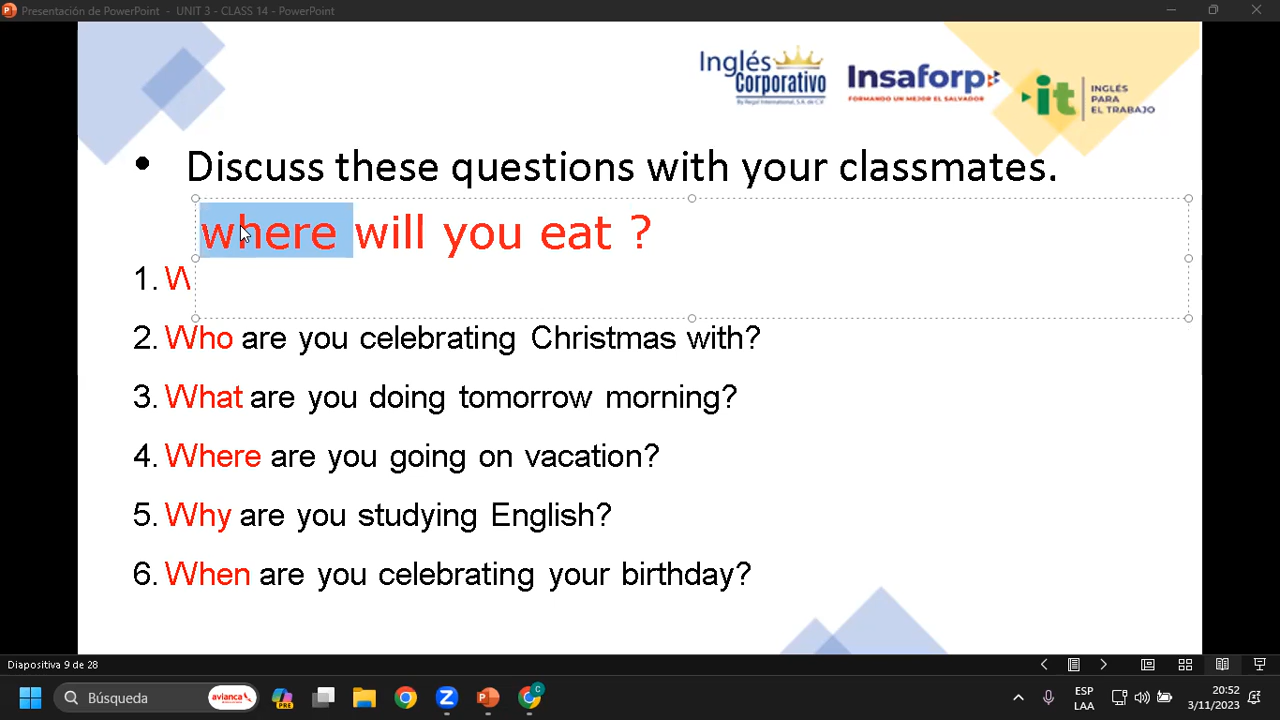 Presentación de PowerPoint - UNIT 3 - CLASS 14 - PowerPoint
Inglés Corporativo
By Regal International, S.A. de C.V.
Insaforp
FORMANDO UN MEJOR EL SALVADOR
it INGLÉS PARA EL TRABAJO
• Discuss these questions with your classmates.
where will you eat ?
1. W
2. Who are you celebrating Christmas with?
3. What are you doing tomorrow morning?
4. Where are you going on vacation?
5. Why are you studying English?
6. When are you celebrating your birthday?
Diapositiva 9 de 28
Búsqueda
avianca
PRE
ESP
LAA
20:52
3/11/2023